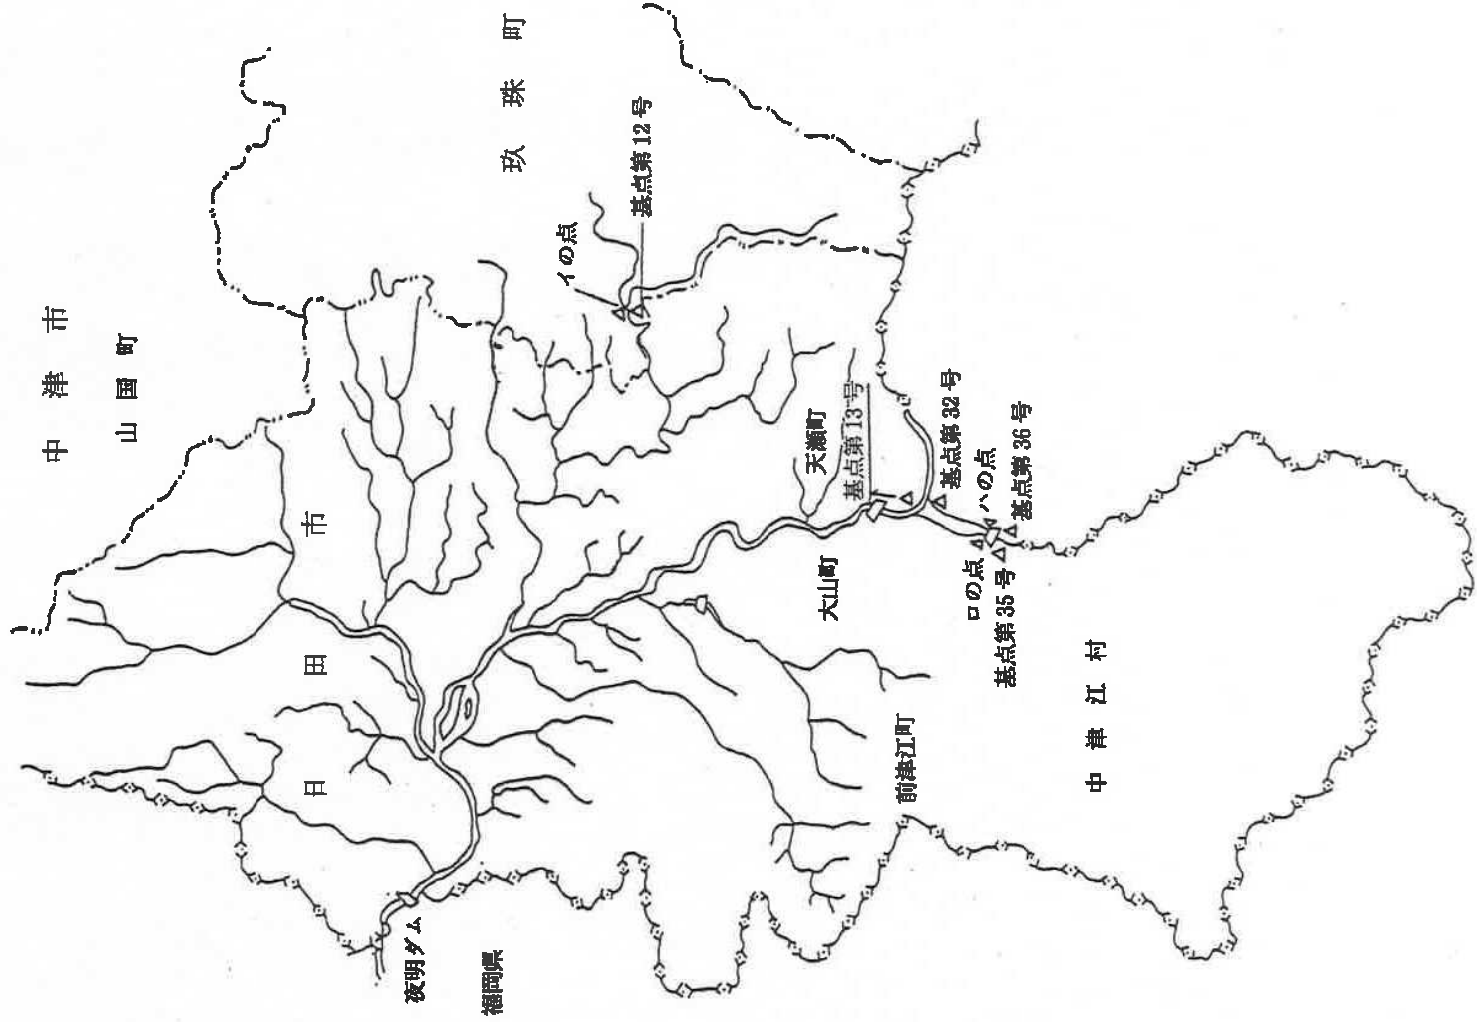 中津市
山国町
玖珠町
イの点
基点第12号
日田市
天瀬町
基点第13号
基点第32号
ハの点
基点第36号
大山町
ロの点
基点第35号
前津江町
中津江村
夜明ダム
福岡県